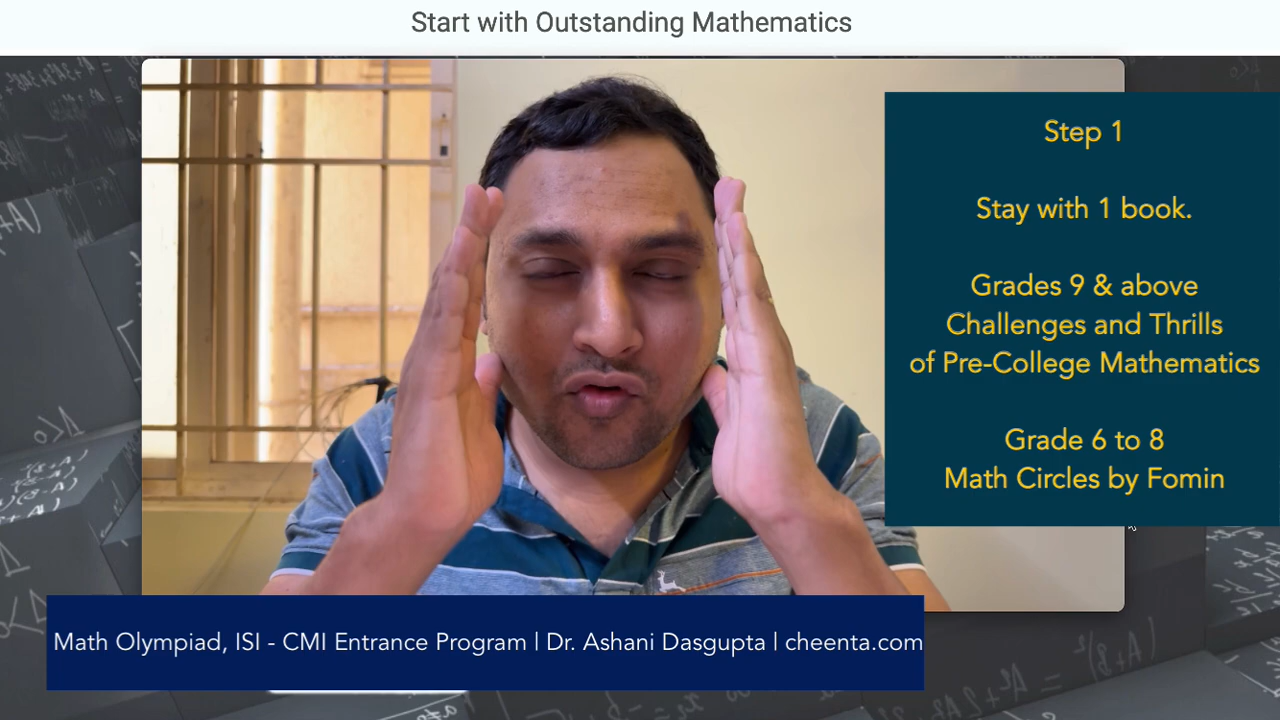 Start with Outstanding Mathematics
Step 1
Stay with 1 book.
Grades 9 & above
Challenges and Thrills
of Pre-College Mathematics
Grade 6 to 8
Math Circles by Fomin
Math Olympiad, ISI - CMI Entrance Program | Dr. Ashani Dasgupta | cheenta.com